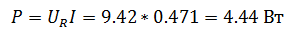 P = U_R I = 9.42 * 0.471 = 4.44 Вт